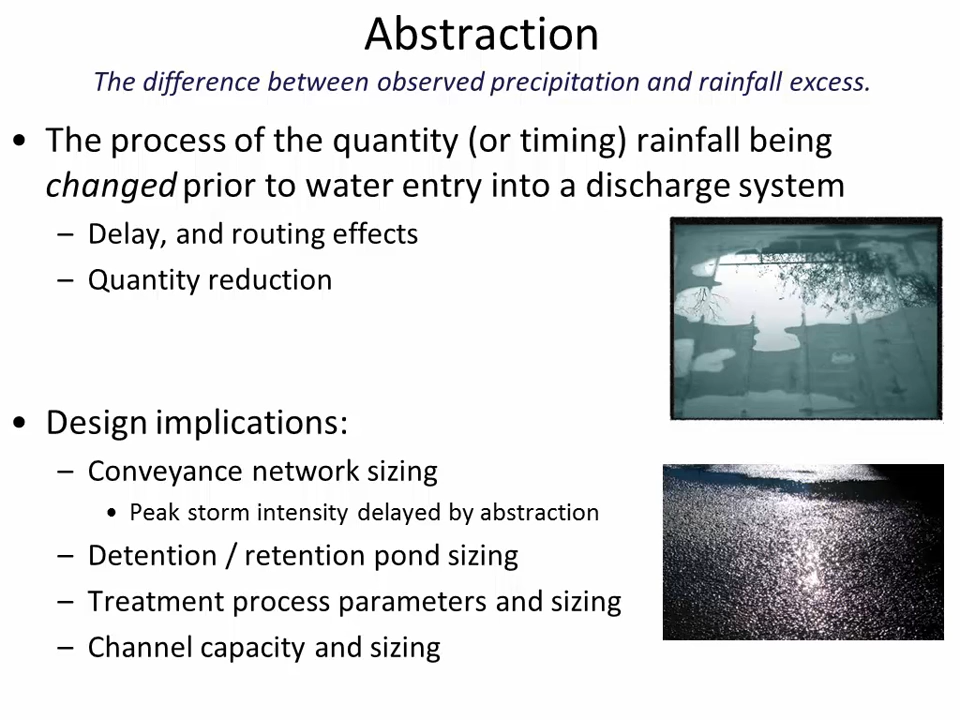 Abstraction
The difference between observed precipitation and rainfall excess.
• The process of the quantity (or timing) rainfall being
changed prior to water entry into a discharge system
– Delay, and routing effects
– Quantity reduction
• Design implications:
– Conveyance network sizing
• Peak storm intensity delayed by abstraction
– Detention / retention pond sizing
– Treatment process parameters and sizing
– Channel capacity and sizing